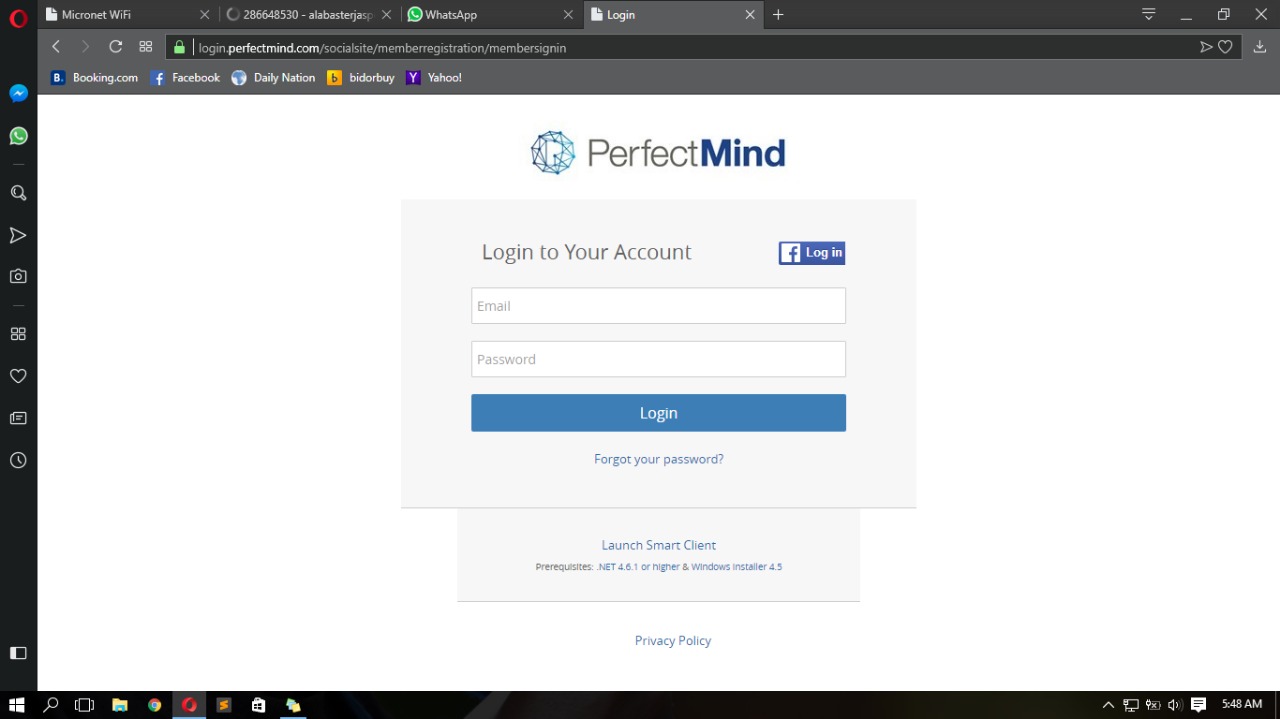 Micronet WiFi
286648530 - alabasterjasp
WhatsApp
Login
login.perfectmind.com/socialsite/memberregistration/membersignin
B. Booking.com
Facebook
Daily Nation
b bidorbuy
Y Yahoo!
PerfectMind
Login to Your Account
f Log in
Email
Password
Login
Forgot your password?
Launch Smart Client
Prerequisites: .NET 4.6.1 or higher & Windows Installer 4.5
Privacy Policy
5:48 AM